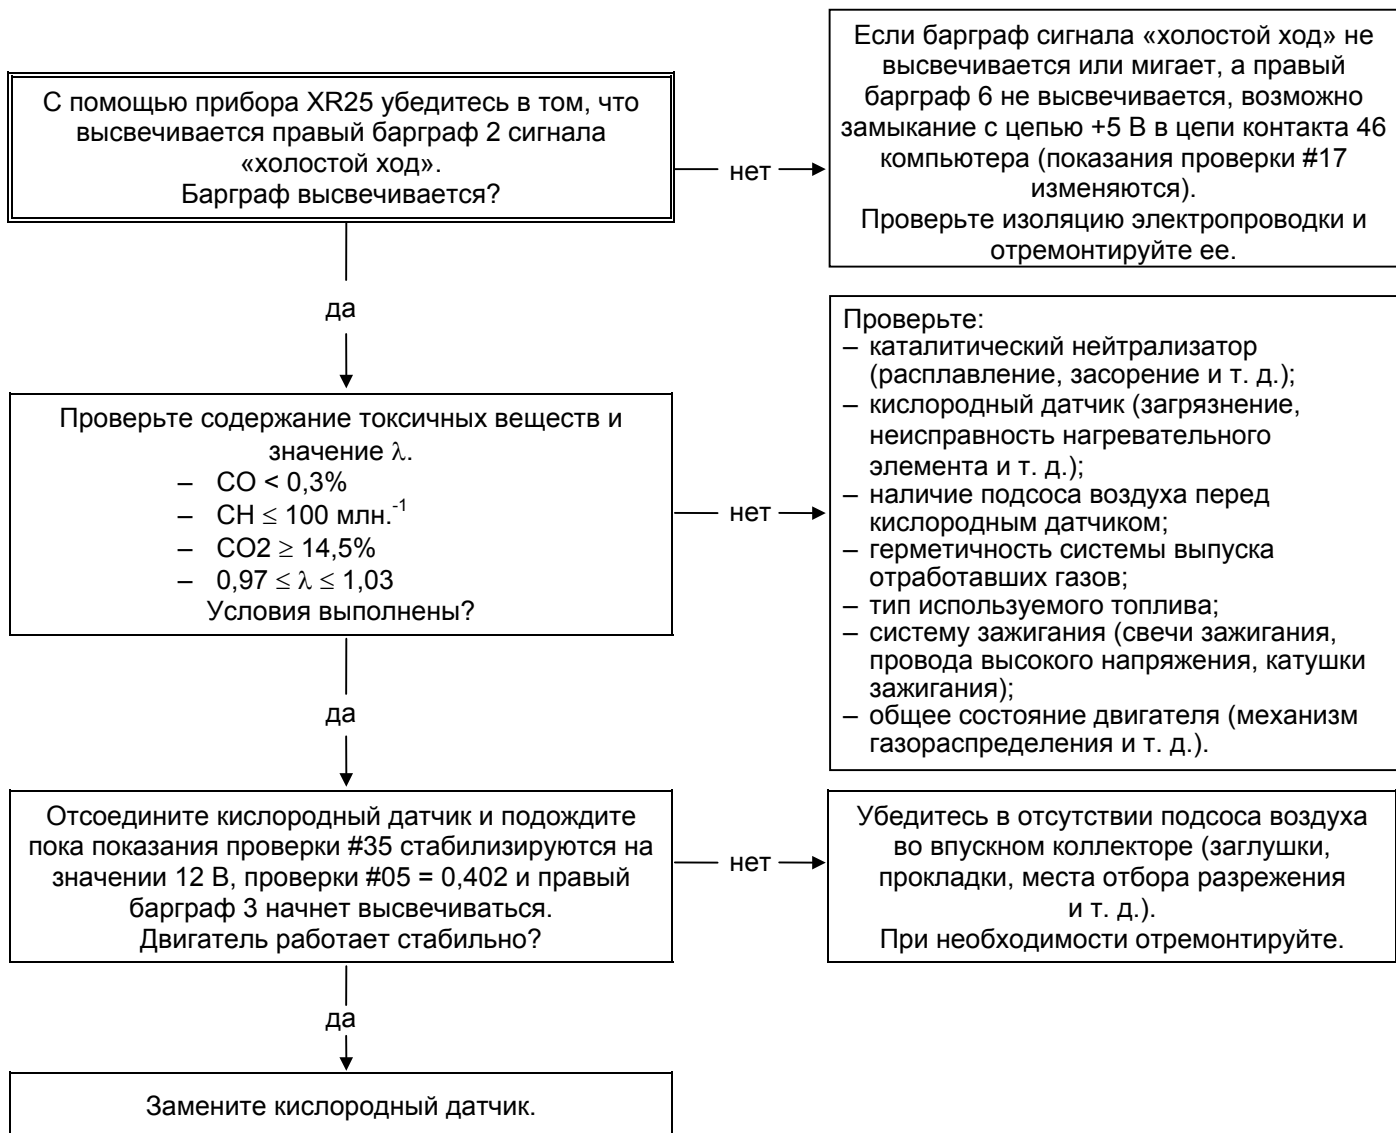 С помощью прибора XR25 убедитесь в том, что
высвечивается правый барграф 2 сигнала
«холостой ход».
Барграф высвечивается?
нет
Если барграф сигнала «холостой ход» не
высвечивается или мигает, а правый
барграф 6 не высвечивается, возможно
замыкание с цепью +5 В в цепи контакта 46
компьютера (показания проверки #17
изменяются).
Проверьте изоляцию электропроводки и
отремонтируйте ее.
да
Проверьте содержание токсичных веществ и
значение λ.
– CO < 0,3%
– CH ≤ 100 млн.⁻¹
– CO2 ≥ 14,5%
– 0,97 ≤ λ ≤ 1,03
Условия выполнены?
нет
Проверьте:
– каталитический нейтрализатор
(расплавление, засорение и т. д.);
– кислородный датчик (загрязнение,
неисправность нагревательного
элемента и т. д.);
– наличие подсоса воздуха перед
кислородным датчиком;
– герметичность системы выпуска
отработавших газов;
– тип используемого топлива;
– систему зажигания (свечи зажигания,
провода высокого напряжения, катушки
зажигания);
– общее состояние двигателя (механизм
газораспределения и т. д.).
да
Отсоедините кислородный датчик и подождите
пока показания проверки #35 стабилизируются на
значении 12 В, проверки #05 = 0,402 и правый
барграф 3 начнет высвечиваться.
Двигатель работает стабильно?
нет
Убедитесь в отсутствии подсоса воздуха
во впускном коллекторе (заглушки,
прокладки, места отбора разрежения
и т. д.).
При необходимости отремонтируйте.
да
Замените кислородный датчик.